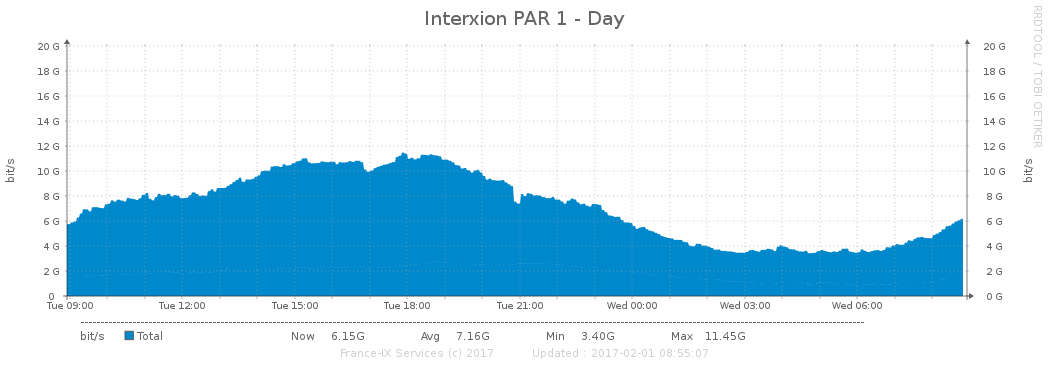 Interxion PAR 1 - Day
RRDTOOL / TOBI OETIKER
bit/s
20 G 20 G
18 G 18 G
16 G 16 G
14 G 14 G
12 G 12 G
10 G 10 G
8 G 8 G
6 G 6 G
4 G 4 G
2 G 2 G
0 0 G
bit/s
Tue 09:00 Tue 12:00 Tue 15:00 Tue 18:00 Tue 21:00 Wed 00:00 Wed 03:00 Wed 06:00
bit/s Total Now 6.15G Avg 7.16G Min 3.40G Max 11.45G
France-IX Services (c) 2017 Updated : 2017-02-01 08:55:07